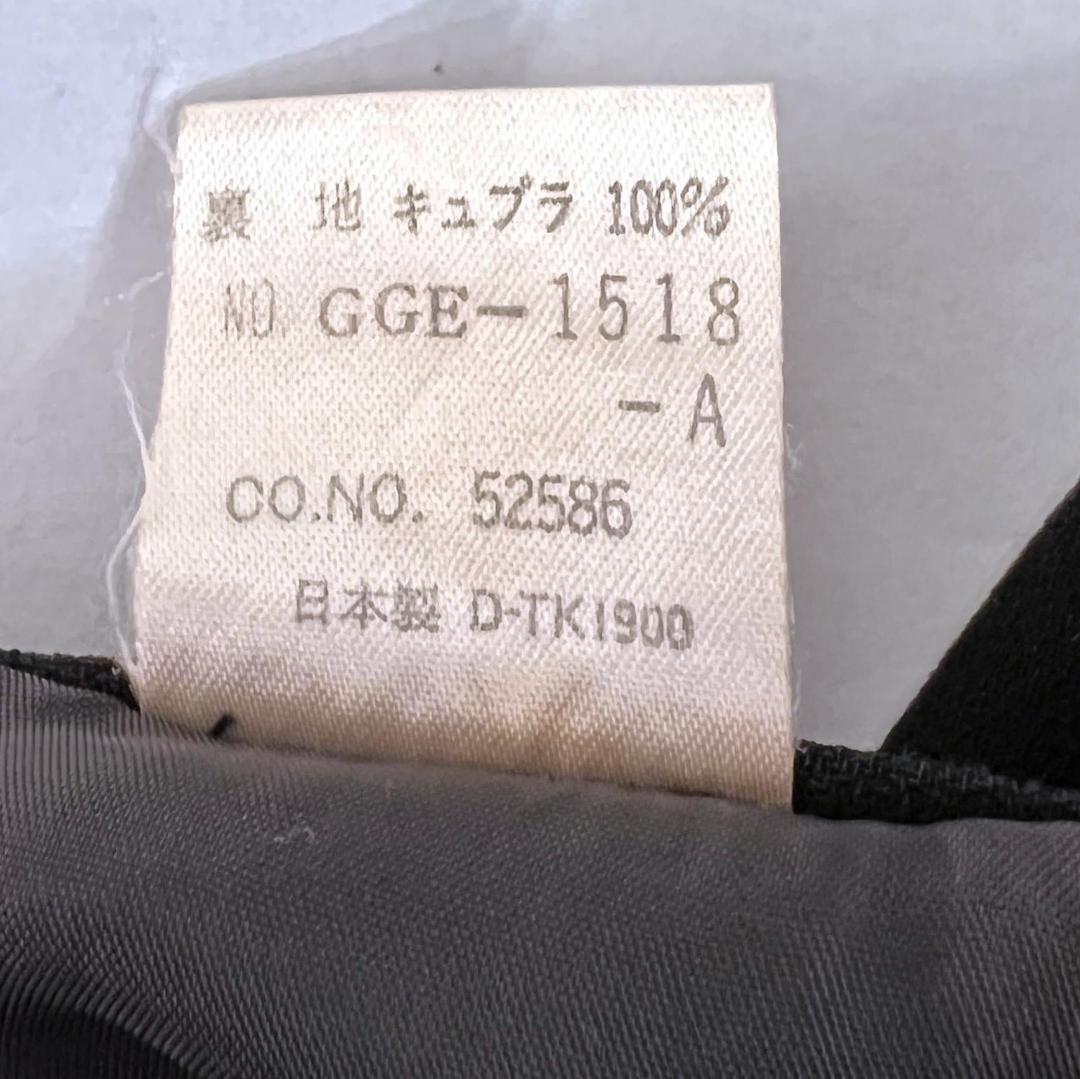 裏 地 キュプラ 100%
NO. GGE-1518
-A
CO.NO. 52586
日本製 D-TK1900